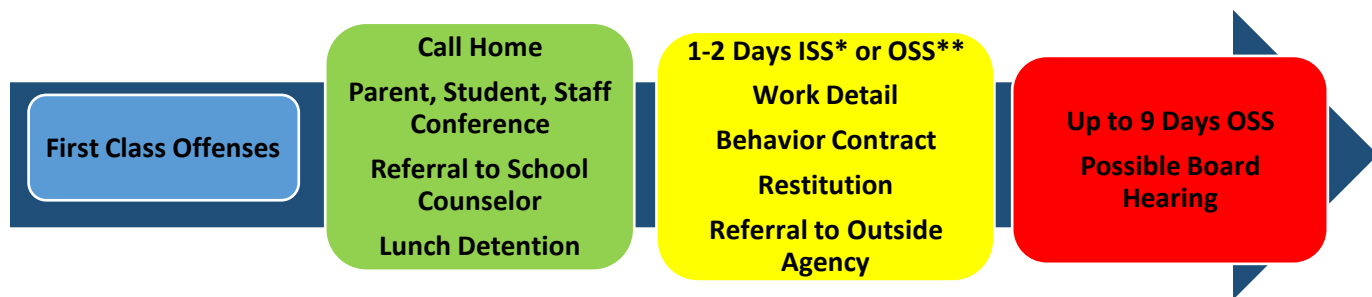 First Class Offenses
Call Home
Parent, Student, Staff
Conference
Referral to School
Counselor
Lunch Detention
1-2 Days ISS* or OSS**
Work Detail
Behavior Contract
Restitution
Referral to Outside
Agency
Up to 9 Days OSS
Possible Board
Hearing